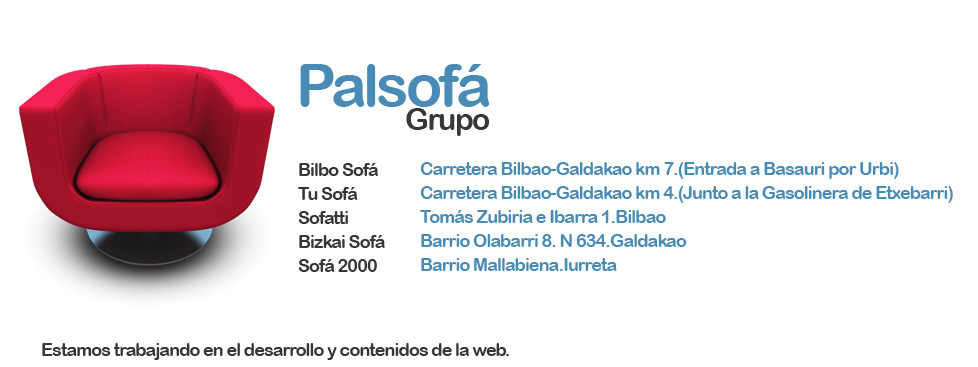 Palsofá
Grupo
Bilbo Sofá Carretera Bilbao-Galdakao km 7.(Entrada a Basauri por Urbi)
Tu Sofá Carretera Bilbao-Galdakao km 4.(Junto a la Gasolinera de Etxebarri)
Sofatti Tomás Zubiria e Ibarra 1.Bilbao
Bizkai Sofá Barrio Olabarri 8. N 634.Galdakao
Sofá 2000 Barrio Mallabiena.Iurreta
Estamos trabajando en el desarrollo y contenidos de la web.